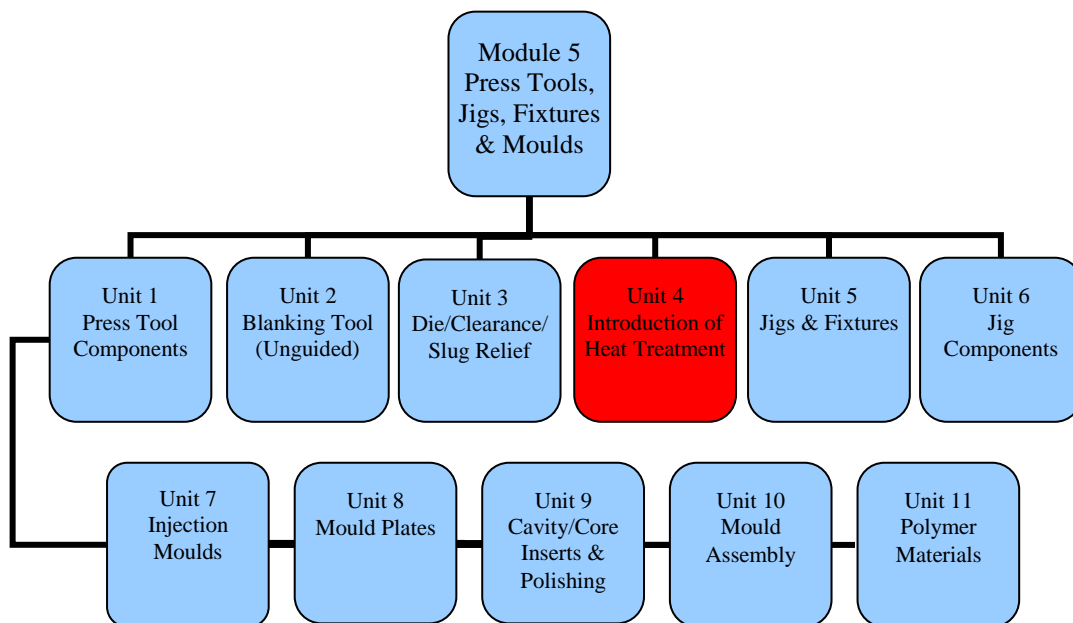 Module 5
Press Tools,
Jigs, Fixtures
& Moulds
Unit 1
Press Tool
Components
Unit 2
Blanking Tool
(Unguided)
Unit 3
Die/Clearance/
Slug Relief
Unit 4
Introduction of
Heat Treatment
Unit 5
Jigs & Fixtures
Unit 6
Jig
Components
Unit 7
Injection
Moulds
Unit 8
Mould Plates
Unit 9
Cavity/Core
Inserts &
Polishing
Unit 10
Mould
Assembly
Unit 11
Polymer
Materials